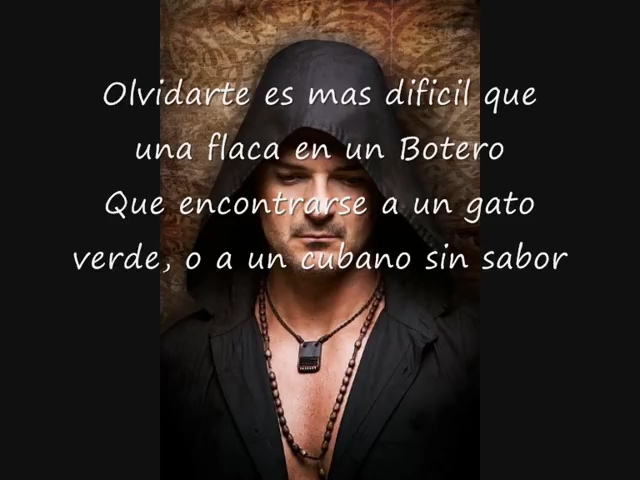 Olvidarte es mas dificil que
una flaca en un Botero
Que encontrarse a un gato
verde, o a un cubano sin sabor